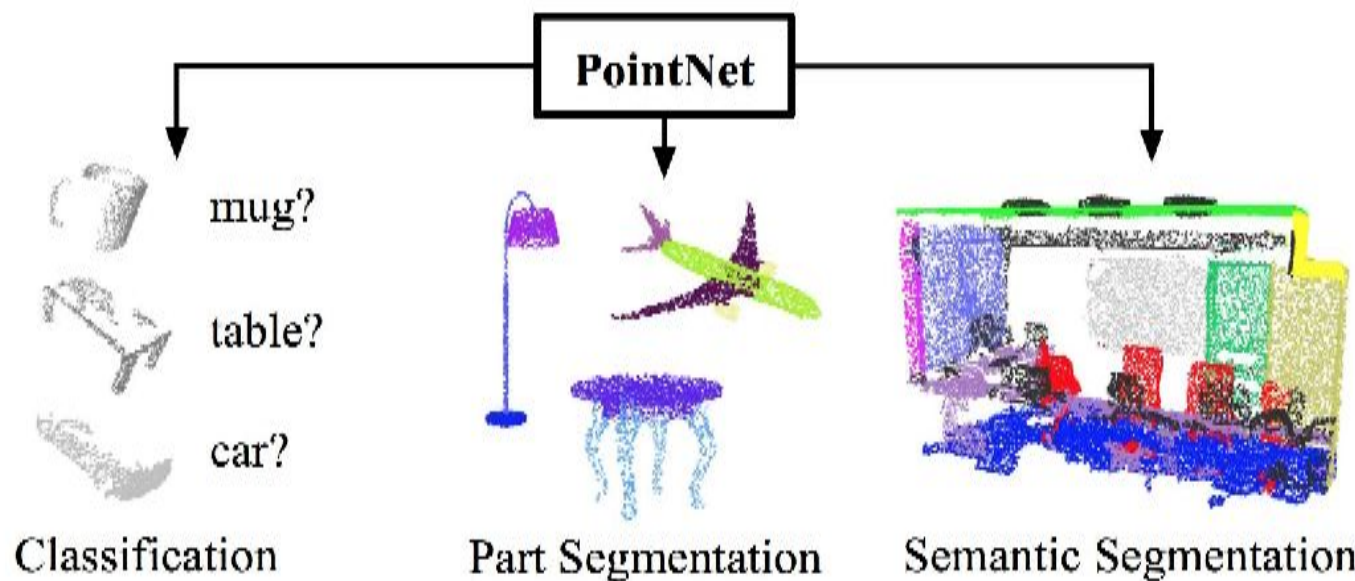 PointNet
mug?
table?
car?
Classification
Part Segmentation
Semantic Segmentation